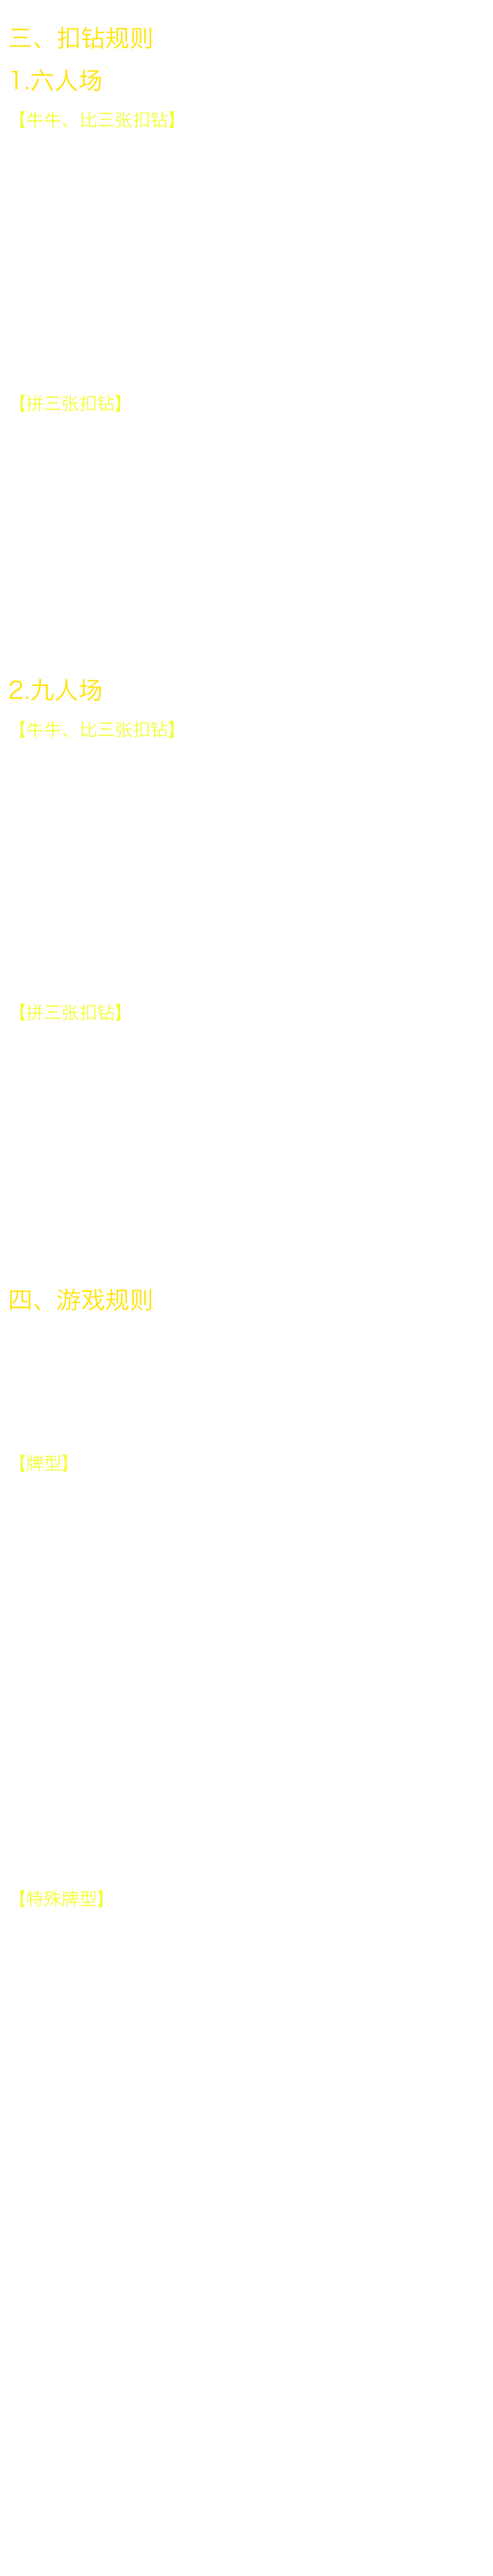 三、扣钻规则
1.六人场
【牛牛、比三张扣钻】
【拼三张扣钻】
2.九人场
【牛牛、比三张扣钻】
【拼三张扣钻】
四、游戏规则
【牌型】
【特殊牌型】